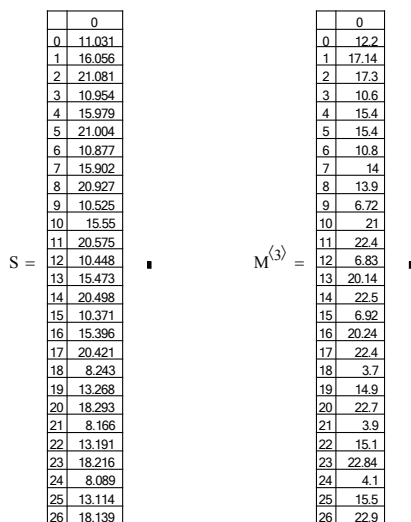 0 0
0 11.031 0 12.2
1 16.056 1 17.14
2 21.081 2 17.3
3 10.954 3 10.6
4 15.979 4 15.4
5 21.004 5 15.4
6 10.877 6 10.8
7 15.902 7 14
8 20.927 8 13.9
9 10.525 9 6.72
10 15.55 10 21
11 20.575 11 22.4
S = 12 10.448 M⟨3⟩ = 12 6.83
13 15.473 13 20.14
14 20.498 14 22.5
15 10.371 15 6.92
16 15.396 16 20.24
17 20.421 17 22.4
18 8.243 18 3.7
19 13.268 19 14.9
20 18.293 20 22.7
21 8.166 21 3.9
22 13.191 22 15.1
23 18.216 23 22.84
24 8.089 24 4.1
25 13.114 25 15.5
26 18.139 26 22.9